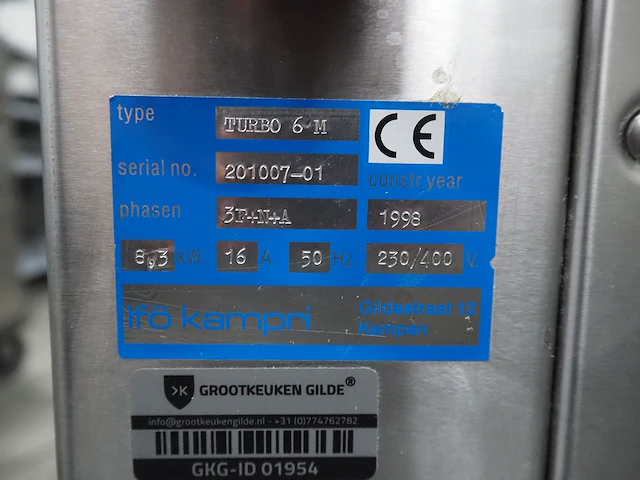 type TURBO 6 M CE
serial no. 201007-01 constr. year
phasen 3F+N+A 1998
8,3 kW. 16 A. 50 Hz 230/400 V.
ifö kampri Gildestraat 12
Kampen
GROOTKEUKEN GILDE®
info@grootkeukengilde.nl - +31 (0)774762782
GKG-ID 01954